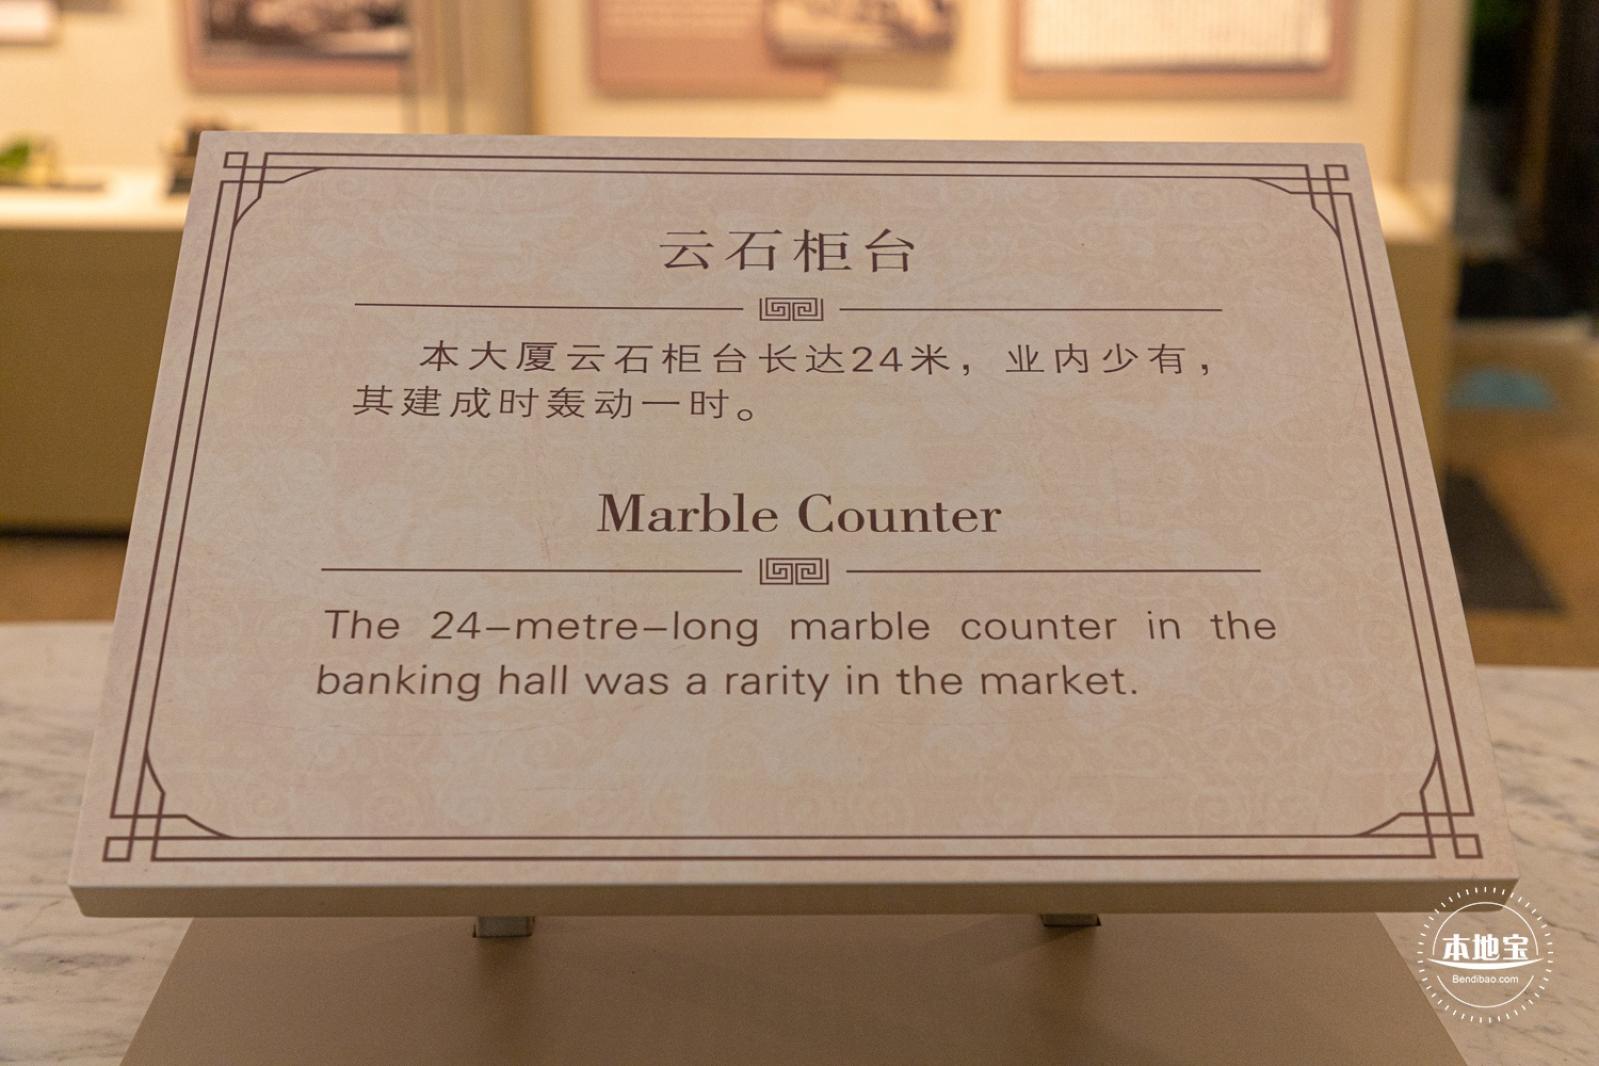 云石柜台
本大厦云石柜台长达24米，业内少有，
其建成时轰动一时。
Marble Counter
The 24-metre-long marble counter in the
banking hall was a rarity in the market.
本地宝
Bendibao.com